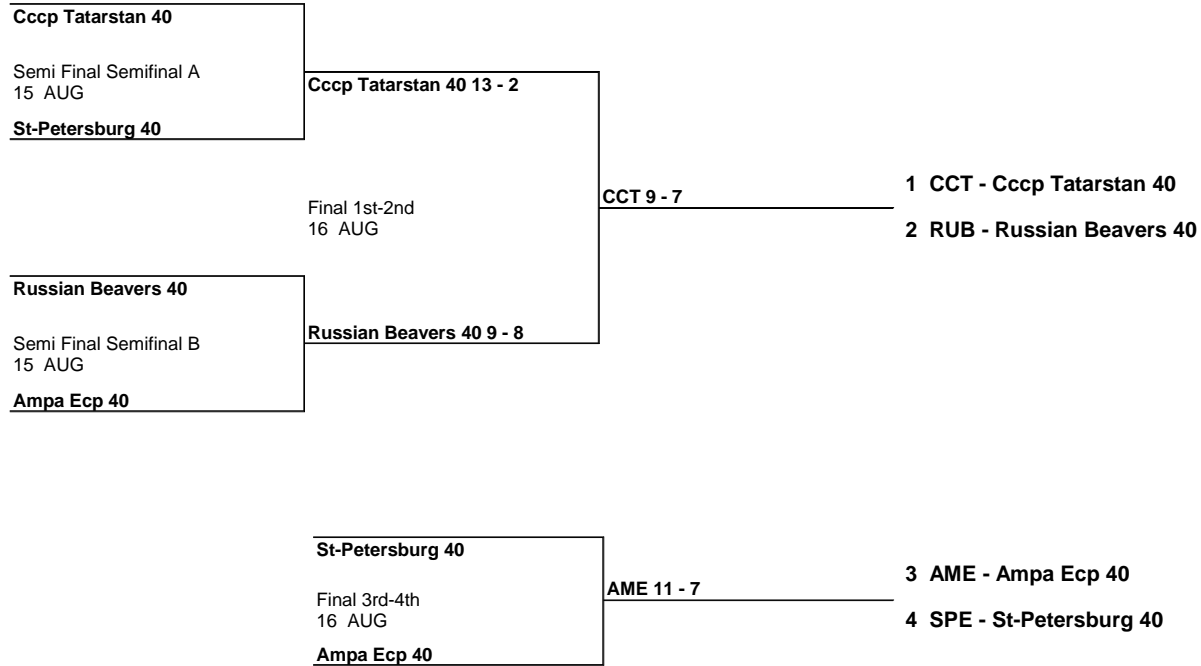 Cccp Tatarstan 40
Semi Final Semifinal A
15 AUG
St-Petersburg 40
Cccp Tatarstan 40 13 - 2
Final 1st-2nd
16 AUG
Russian Beavers 40
Semi Final Semifinal B
15 AUG
Ampa Ecp 40
Russian Beavers 40 9 - 8
CCT 9 - 7
1 CCT - Cccp Tatarstan 40
2 RUB - Russian Beavers 40
St-Petersburg 40
Final 3rd-4th
16 AUG
Ampa Ecp 40
AME 11 - 7
3 AME - Ampa Ecp 40
4 SPE - St-Petersburg 40